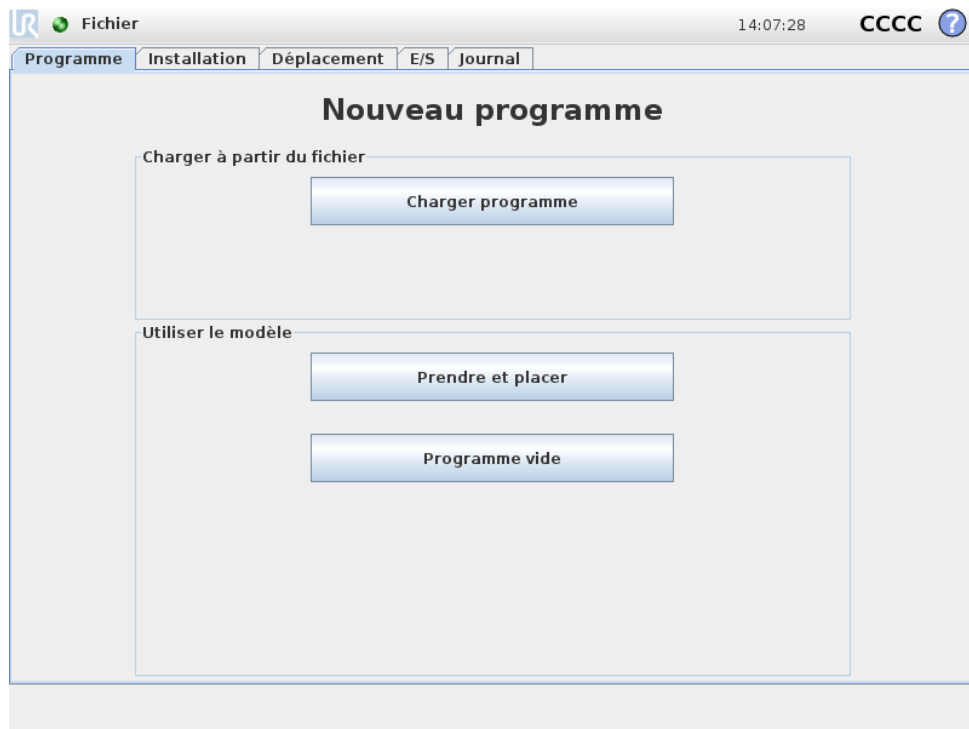 UR Fichier 14:07:28 CCCC ?
Programme Installation Déplacement E/S Journal
Nouveau programme
Charger à partir du fichier
Charger programme
Utiliser le modèle
Prendre et placer
Programme vide